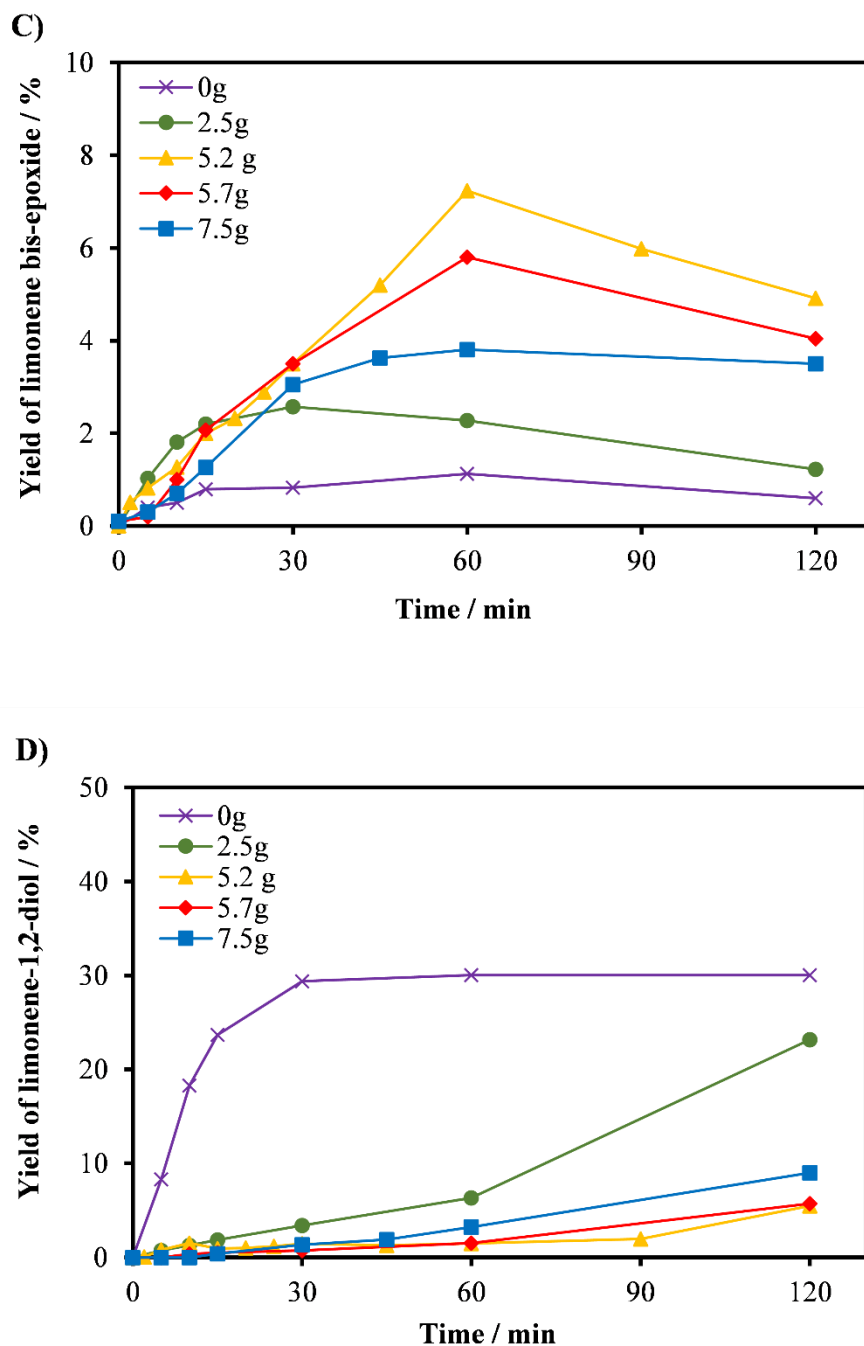 C)
Yield of limonene bis-epoxide / %
10
8
6
4
2
0
0g
2.5g
5.2 g
5.7g
7.5g
0
30
60
90
120
Time / min
D)
Yield of limonene-1,2-diol / %
50
40
30
20
10
0
0g
2.5g
5.2 g
5.7g
7.5g
0
30
60
90
120
Time / min